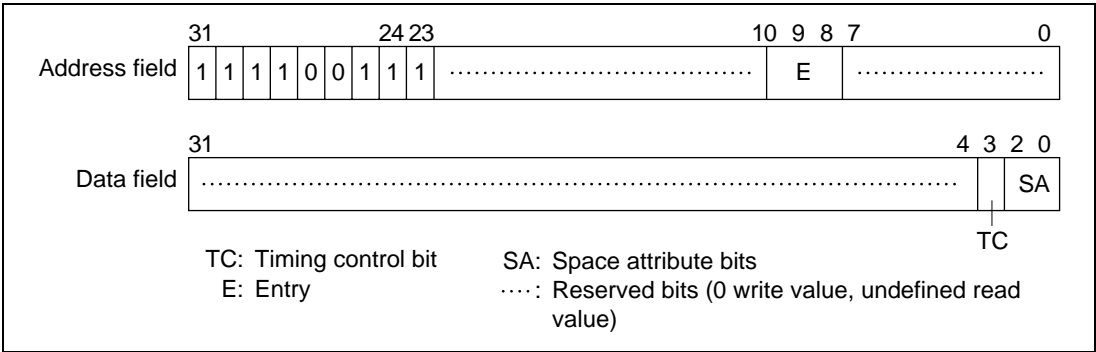 31 24 23 10 9 8 7 0
Address field 1 1 1 1 0 0 1 1 1 ........ E ........
31 4 3 2 0
Data field ........ SA
TC
TC: Timing control bit SA: Space attribute bits
E: Entry ····: Reserved bits (0 write value, undefined read
value)